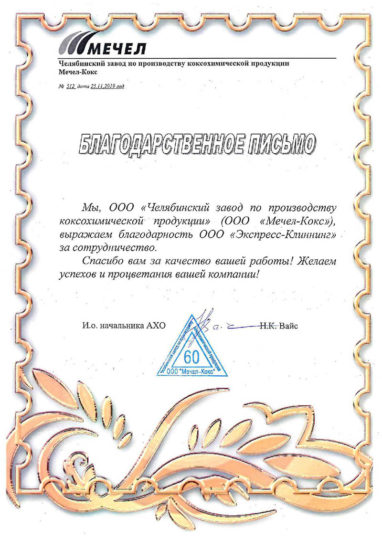 МЕЧЕЛ
Челябинский завод по производству коксохимической продукции
Мечел-Кокс
№ 512 дата 25.11.2019 год
БЛАГОДАРСТВЕННОЕ ПИСЬМО
Мы, ООО «Челябинский завод по производству
коксохимической продукции» (ООО «Мечел-Кокс»),
выражаем благодарность ООО «Экспресс-Клиннинг»
за сотрудничество.
Спасибо вам за качество вашей работы! Желаем
успехов и процветания вашей компании!
И.о. начальника АХО Н.К. Вайс
60
ООО "Мечел-Кокс"